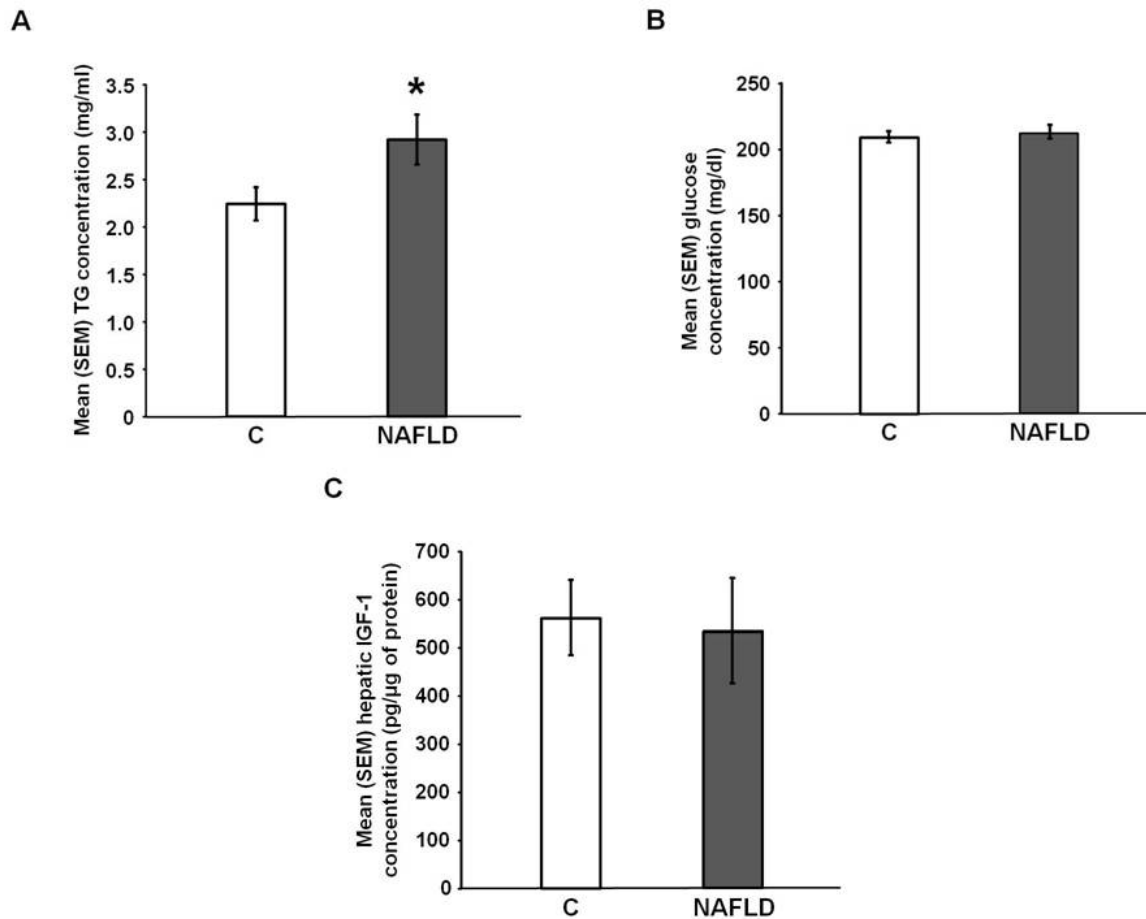 A
Mean (SEM) TG concentration (mg/ml)
3.5
3.0
2.5
2.0
1.5
1.0
0.5
0
*
C
NAFLD
B
Mean (SEM) glucose
concentration (mg/dl)
250
200
150
100
50
0
C
NAFLD
C
Mean (SEM) hepatic IGF-1
concentration (pg/µg of protein)
700
600
500
400
300
200
100
0
C
NAFLD